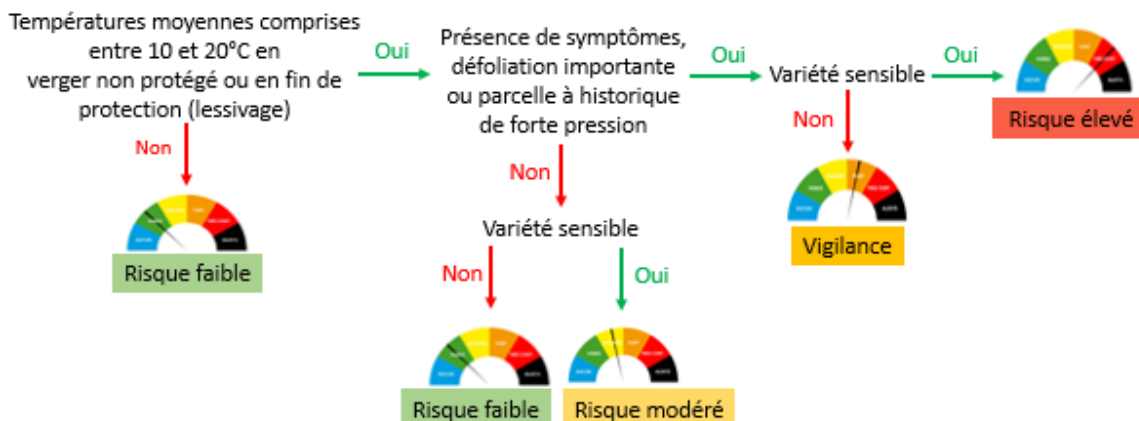 Températures moyennes comprises
entre 10 et 20°C en
verger non protégé ou en fin de
protection (lessivage)
Oui
Présence de symptômes,
défoliation importante
ou parcelle à historique
de forte pression
Oui
Variété sensible
Oui
Risque élevé
Non
Risque faible
Non
Non
Vigilance
Variété sensible
Non
Oui
Risque faible
Risque modéré